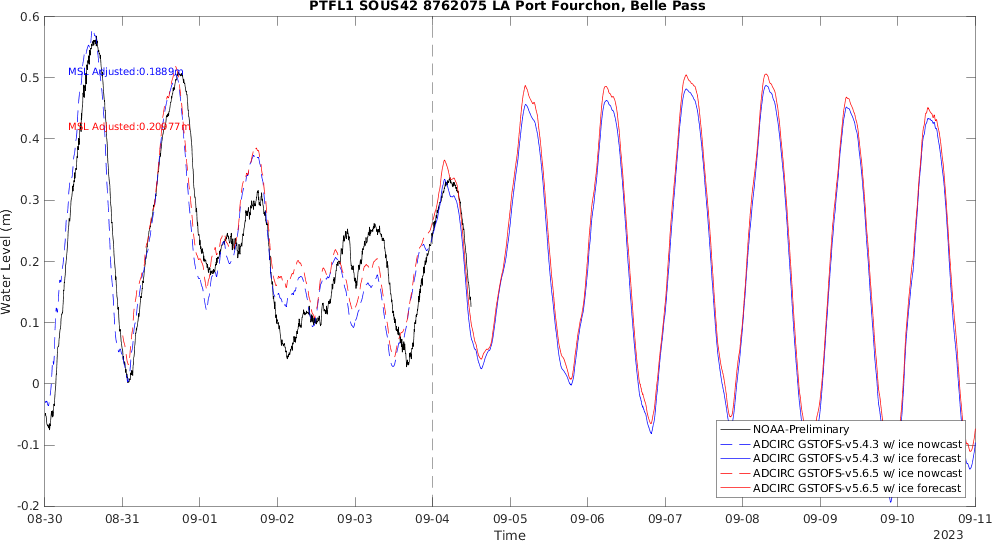 PTFL1 SOUS42 8762075 LA Port Fourchon, Belle Pass
0.6
0.5
0.4
0.3
0.2
0.1
0
-0.1
-0.2
Water Level (m)
MSL Adjusted:0.1889m
MSL Adjusted:0.20977m
NOAA-Preliminary
ADCIRC GSTOFS-v5.4.3 w/ ice nowcast
ADCIRC GSTOFS-v5.4.3 w/ ice forecast
ADCIRC GSTOFS-v5.6.5 w/ ice nowcast
ADCIRC GSTOFS-v5.6.5 w/ ice forecast
08-30 08-31 09-01 09-02 09-03 09-04 09-05 09-06 09-07 09-08 09-09 09-10 09-11
Time
2023